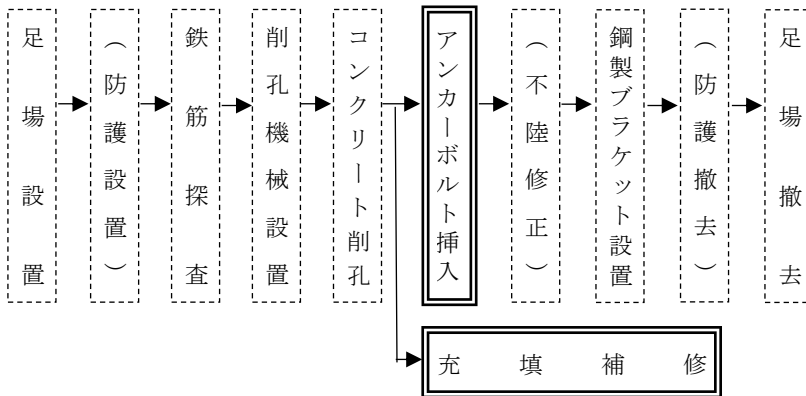 足場設置
（防護設置）
鉄筋探査
削孔機械設置
コンクリート削孔
アンカーボルト挿入
（不陸修正）
鋼製ブラケット設置
（防護撤去）
足場撤去
充填補修